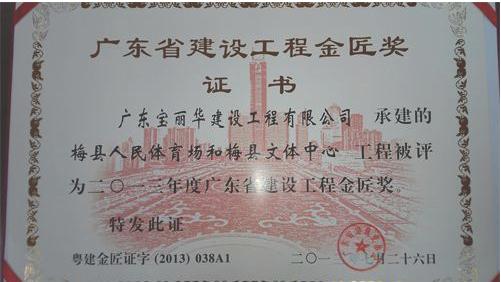 广东省建设工程金匠奖
证书
广东宝丽华建设工程有限公司 承建的
梅县人民体育场和梅县文体中心 工程被评
为二〇一三年度广东省建设工程金匠奖。
特发此证
粤建金匠证字(2013) 038A1 二〇一 月二十六日